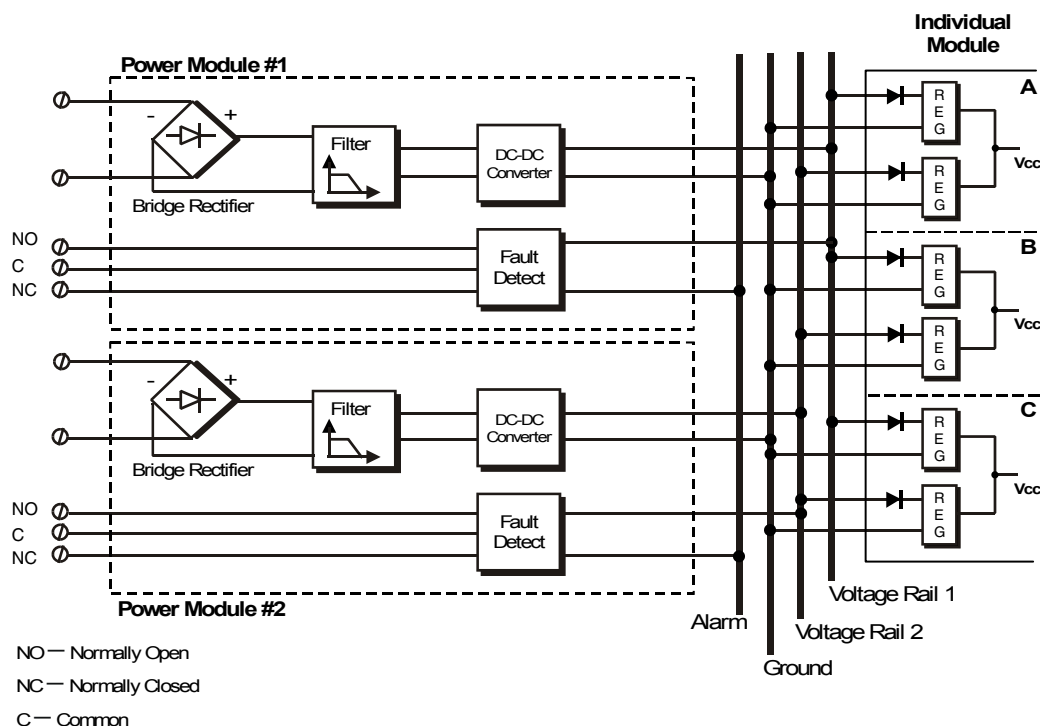 Individual
Module
Power Module #1
A
- +
Filter
DC-DC
Converter
Bridge Rectifier
R
E
G
R
E
G
Vcc
NO
C
NC
Fault
Detect
B
R
E
G
R
E
G
Vcc
- +
Filter
DC-DC
Converter
Bridge Rectifier
C
R
E
G
R
E
G
Vcc
NO
C
NC
Fault
Detect
Power Module #2
Voltage Rail 1
Alarm
Voltage Rail 2
Ground
NO — Normally Open
NC — Normally Closed
C — Common